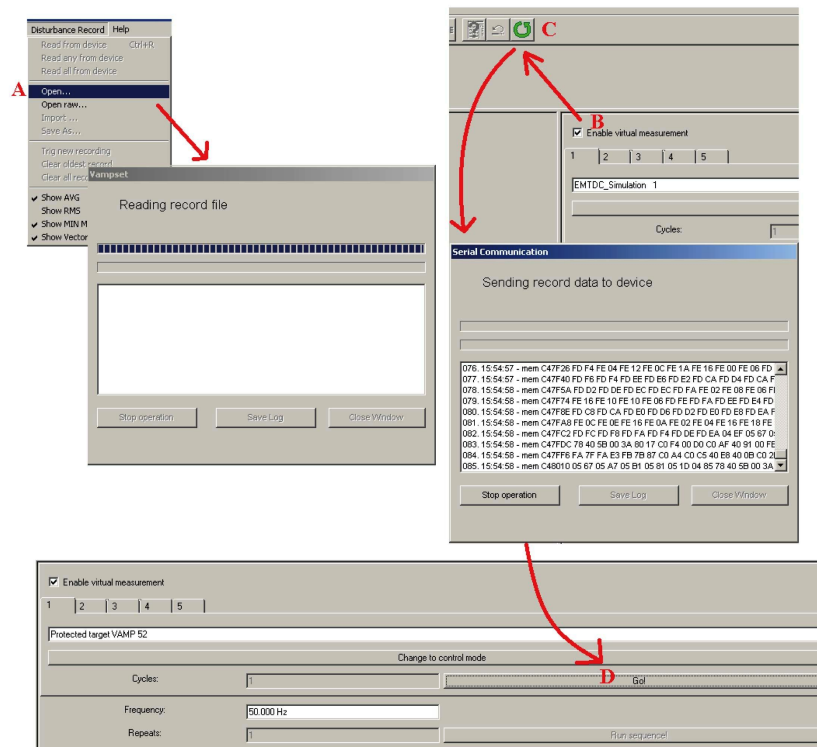 Disturbance Record Help
Read from device Ctrl+R
Read any from device
Read all from device
A
Open...
Open raw...
Import ...
Save As...
Trig new recording
Clear oldest record
Clear all
Show AVG
Show RMS
Show MIN M
Show Vector
Vampset
Reading record file
Stop operation Save Log Close Window
C
B
Enable virtual measurement
1 2 3 4 5
EMTDC_Simulation 1
Cycles: 1
Serial Communication
Sending record data to device
076. 15:54:57 - mem C47F26 FD F4 FE 04 FE 12 FE 0C FE 1A FE 16 FE 00 FE 06 FD
077. 15:54:57 - mem C47F40 FD F6 FD F4 FD EE FD E6 FD E2 FD CA FD D4 FD CA F
078. 15:54:58 - mem C47F5A FD D2 FD DE FD EC FD EC FD FA FE 02 FE 08 FE 06 F
079. 15:54:58 - mem C47F74 FE 16 FE 10 FE 10 FE 06 FD FE FD FA FD EE FD E4 FD
080. 15:54:58 - mem C47F8E FD C8 FD CA FD E0 FD D6 FD D2 FD E0 FD E8 FD EA F
081. 15:54:58 - mem C47FA8 FE 0C FE 0E FE 16 FE 0A FE 02 FE 04 FE 16 FE 18 FE
082. 15:54:58 - mem C47FC2 FD FC FD F8 FD FA FD F4 FD DE FD EA 04 EF 05 67 0
083. 15:54:58 - mem C47FDC 78 40 5B 00 3A 80 17 C0 F4 00 D0 C0 AF 40 91 00 FE
084. 15:54:58 - mem C47FF6 FA 7F FA E3 FB 7B 87 C0 A4 C0 C5 40 E8 40 0B C0 2
085. 15:54:58 - mem C48010 05 67 05 A7 05 B1 05 81 05 1D 04 85 78 40 5B 00 3A
Stop operation Save Log Close Window
Enable virtual measurement
1 2 3 4 5
Protected target VAMP 52
Change to control mode
Cycles: 1 D Go!
Frequency: 50.000 Hz
Repeats: 1 Run sequence!